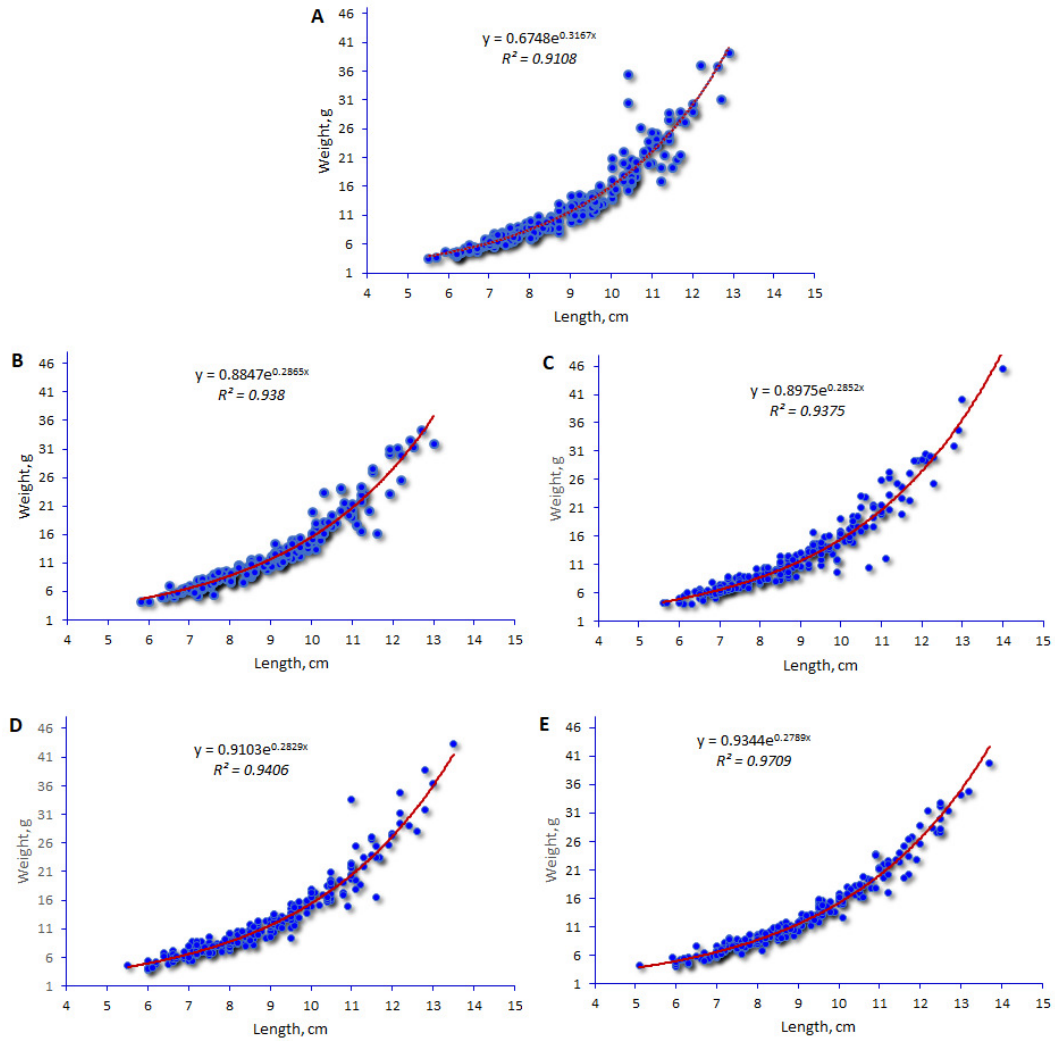 A
y = 0.6748e^0.3167x
R² = 0.9108
46
41
36
31
26
21
16
11
6
1
Weight, g
4 5 6 7 8 9 10 11 12 13 14 15
Length, cm
B
y = 0.8847e^0.2865x
R² = 0.938
46
41
36
31
26
21
16
11
6
1
Weight, g
4 5 6 7 8 9 10 11 12 13 14 15
Length, cm
C
y = 0.8975e^0.2852x
R² = 0.9375
46
41
36
31
26
21
16
11
6
1
Weight, g
4 5 6 7 8 9 10 11 12 13 14 15
Length, cm
D
y = 0.9103e^0.2829x
R² = 0.9406
46
41
36
31
26
21
16
11
6
1
Weight, g
4 5 6 7 8 9 10 11 12 13 14 15
Length, cm
E
y = 0.9344e^0.2789x
R² = 0.9709
46
41
36
31
26
21
16
11
6
1
Weight, g
4 5 6 7 8 9 10 11 12 13 14 15
Length, cm